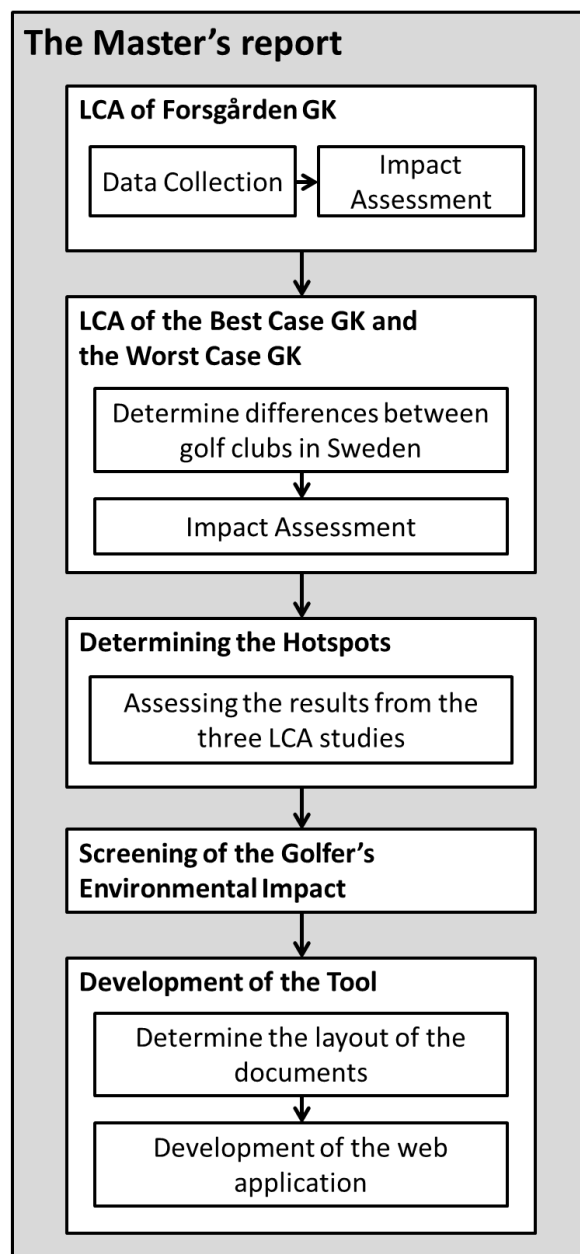 The Master's report
LCA of Forsgården GK
Data Collection
Impact
Assessment
LCA of the Best Case GK and
the Worst Case GK
Determine differences between
golf clubs in Sweden
Impact Assessment
Determining the Hotspots
Assessing the results from the
three LCA studies
Screening of the Golfer's
Environmental Impact
Development of the Tool
Determine the layout of the
documents
Development of the web
application